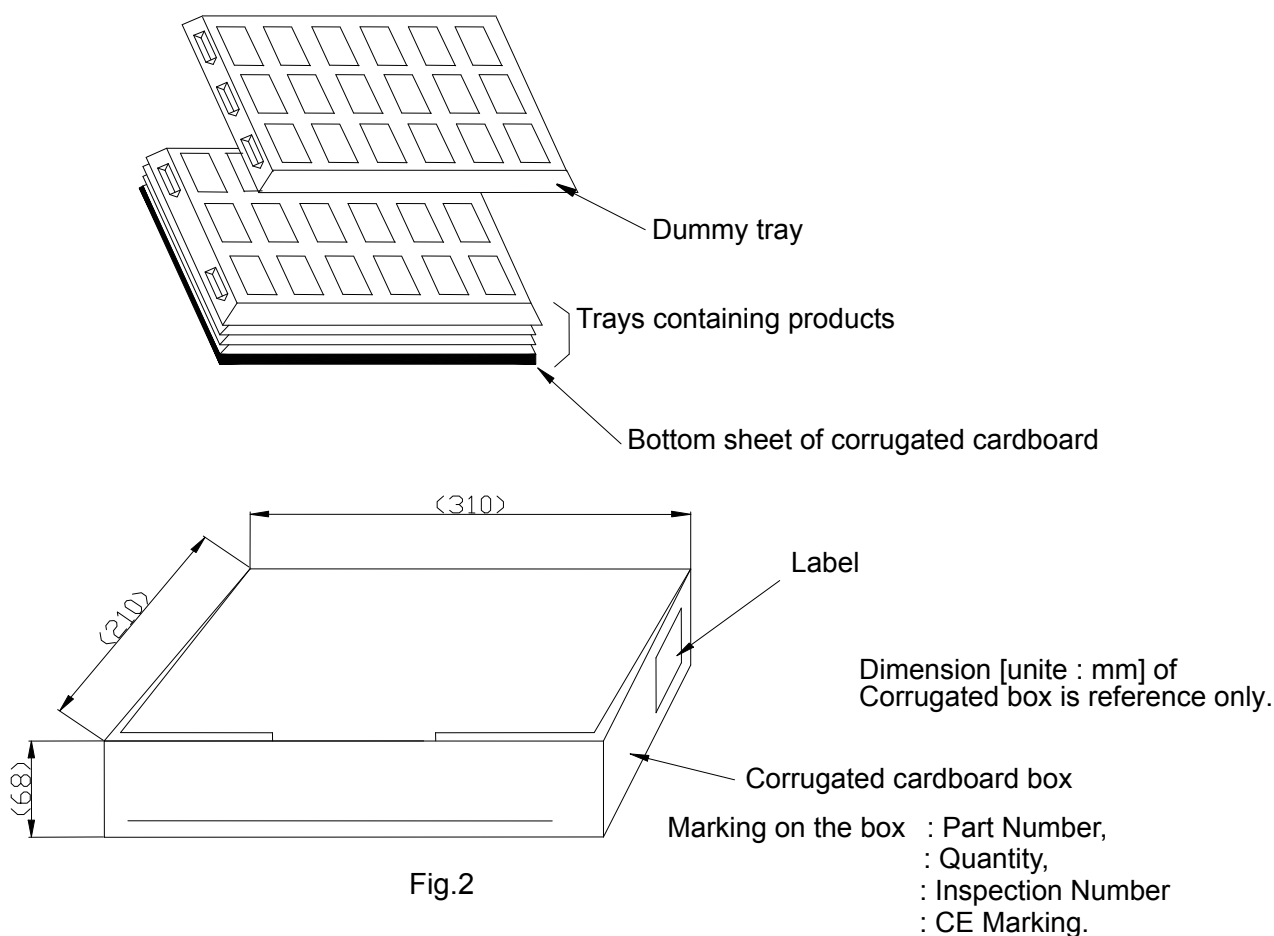 Dummy tray
Trays containing products
Bottom sheet of corrugated cardboard
(310)
Label
(210)
Dimension [unite : mm] of
Corrugated box is reference only.
(68)
Corrugated cardboard box
Marking on the box : Part Number,
: Quantity,
: Inspection Number
: CE Marking.
Fig.2